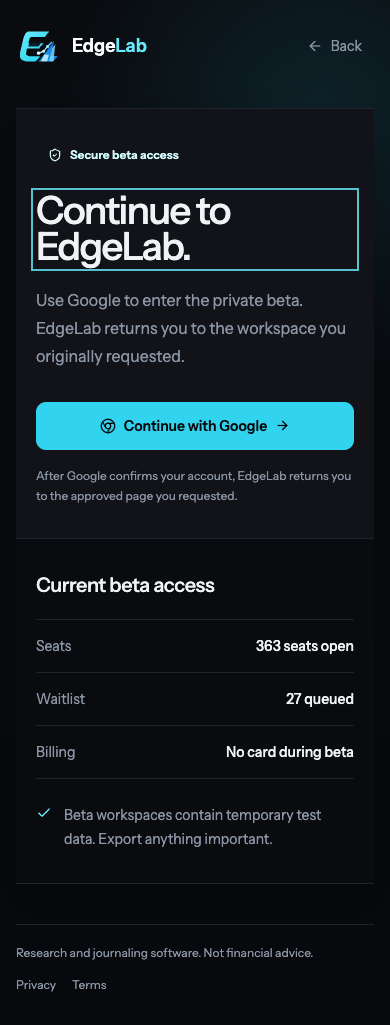 EdgeLab
Back
Secure beta access
Continue to
EdgeLab.
Use Google to enter the private beta.
EdgeLab returns you to the workspace you
originally requested.
Continue with Google
After Google confirms your account, EdgeLab returns you
to the approved page you requested.
Current beta access
Seats 363 seats open
Waitlist 27 queued
Billing No card during beta
Beta workspaces contain temporary test
data. Export anything important.
Research and journaling software. Not financial advice.
Privacy Terms